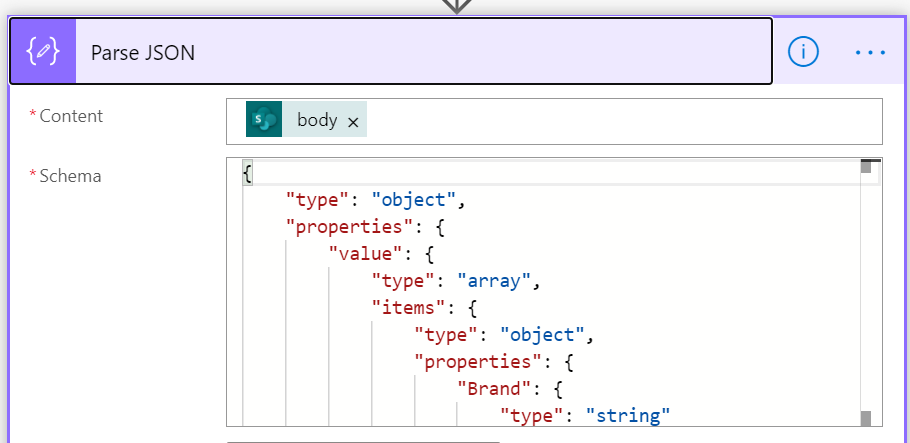 Parse JSON
* Content
body ×
* Schema
{
    "type": "object",
    "properties": {
        "value": {
            "type": "array",
            "items": {
                "type": "object",
                "properties": {
                    "Brand": {
                        "type": "string"